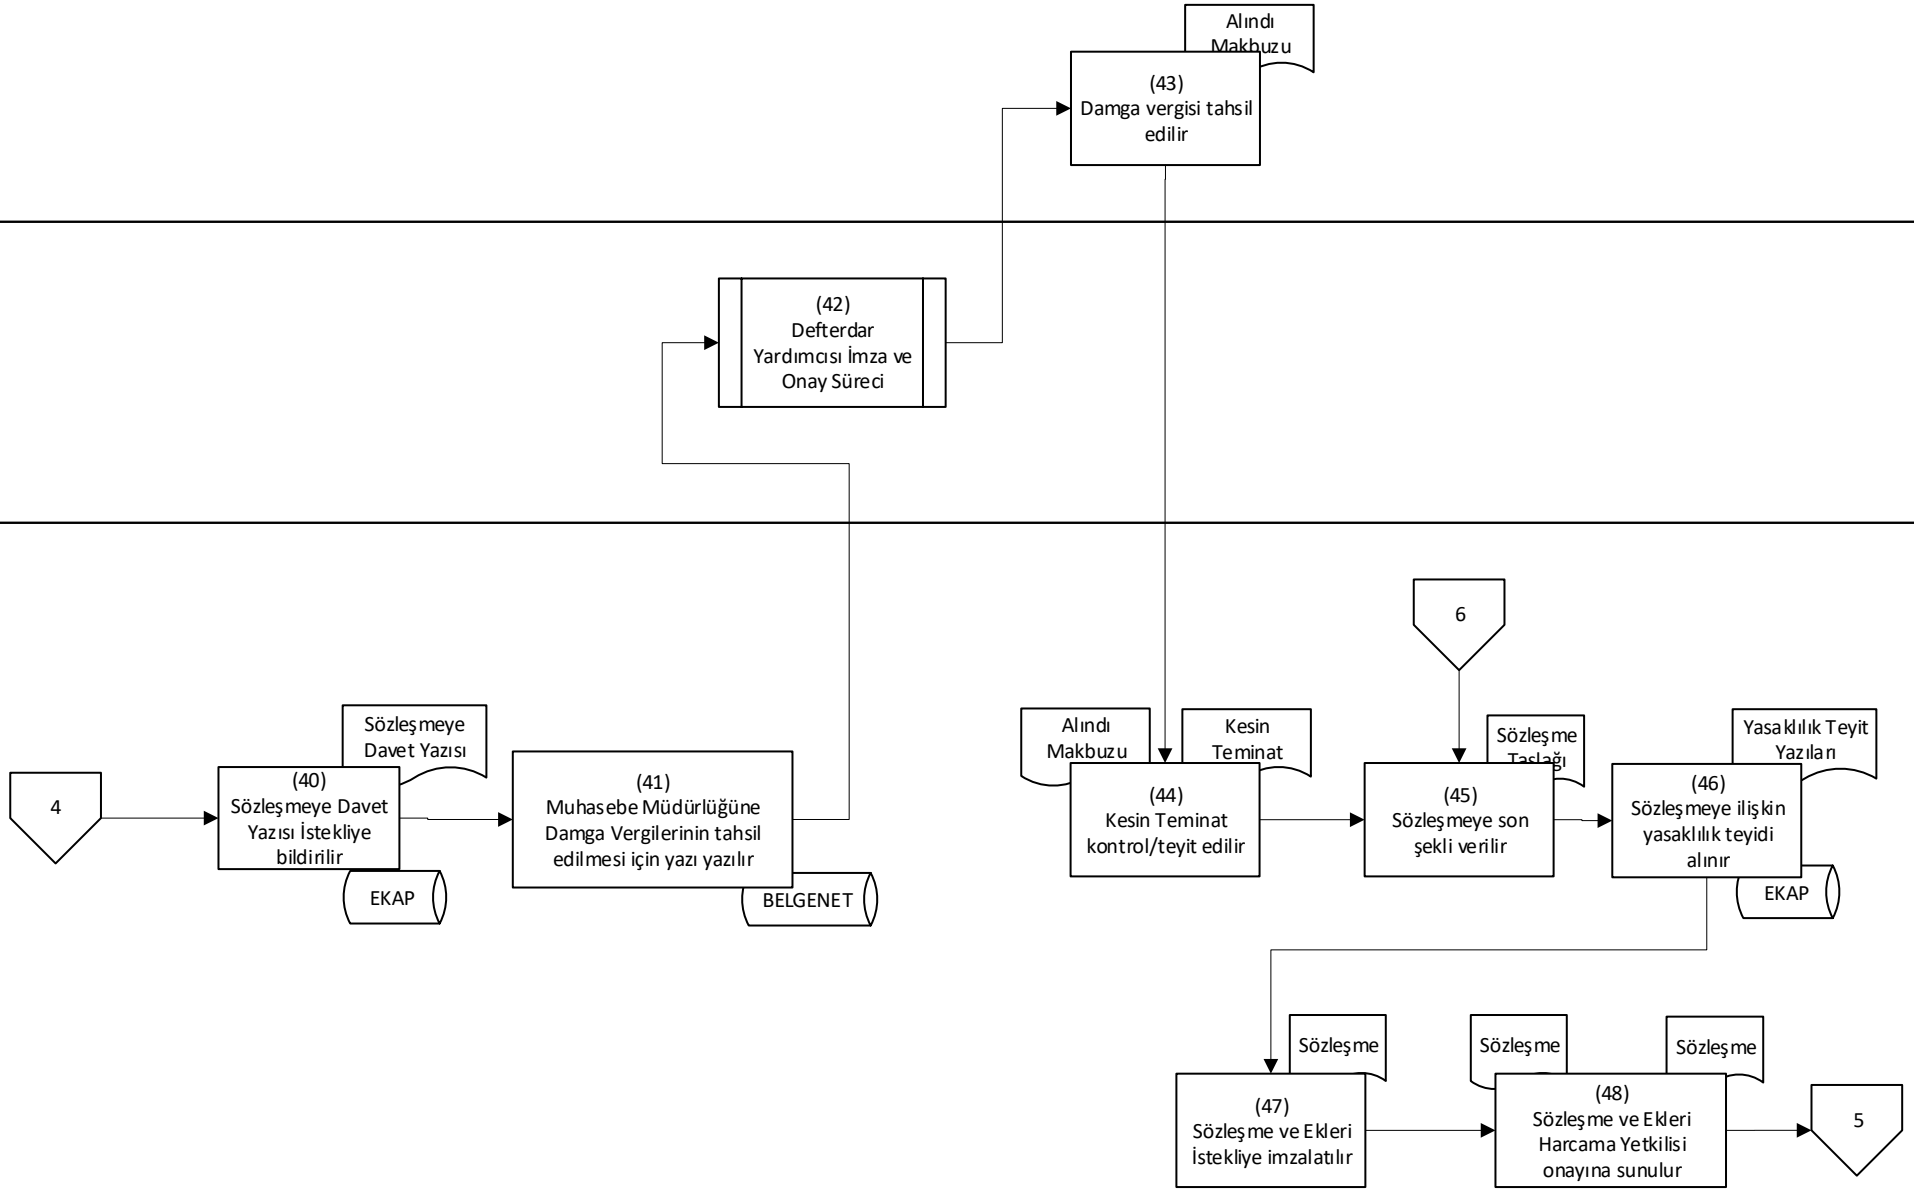 Alındı
Makbuzu
(43)
Damga vergisi tahsil
edilir
(42)
Defterdar
Yardımcısı İmza ve
Onay Süreci
6
4
Sözleşmeye
Davet Yazısı
(40)
Sözleşmeye Davet
Yazısı İstekliye
bildirilir
EKAP
(41)
Muhasebe Müdürlüğüne
Damga Vergilerinin tahsil
edilmesi için yazı yazılır
BELGENET
Alındı
Makbuzu
Kesin
Teminat
(44)
Kesin Teminat
kontrol/teyit edilir
Sözleşme
Taslağı
(45)
Sözleşmeye son
şekli verilir
Yasaklılık Teyit
Yazıları
(46)
Sözleşmeye ilişkin
yasaklılık teyidi
alınır
EKAP
Sözleşme
(47)
Sözleşme ve Ekleri
İstekliye imzalatılır
Sözleşme
Sözleşme
(48)
Sözleşme ve Ekleri
Harcama Yetkilisi
onayına sunulur
5